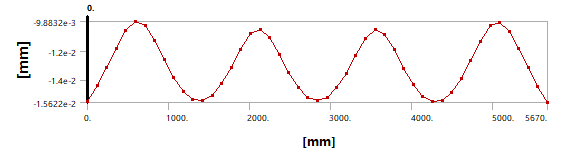 0.
-9.8832e-3
-1.2e-2
-1.4e-2
-1.5622e-2
[mm]
0. 1000. 2000. 3000. 4000. 5000. 5670.
[mm]